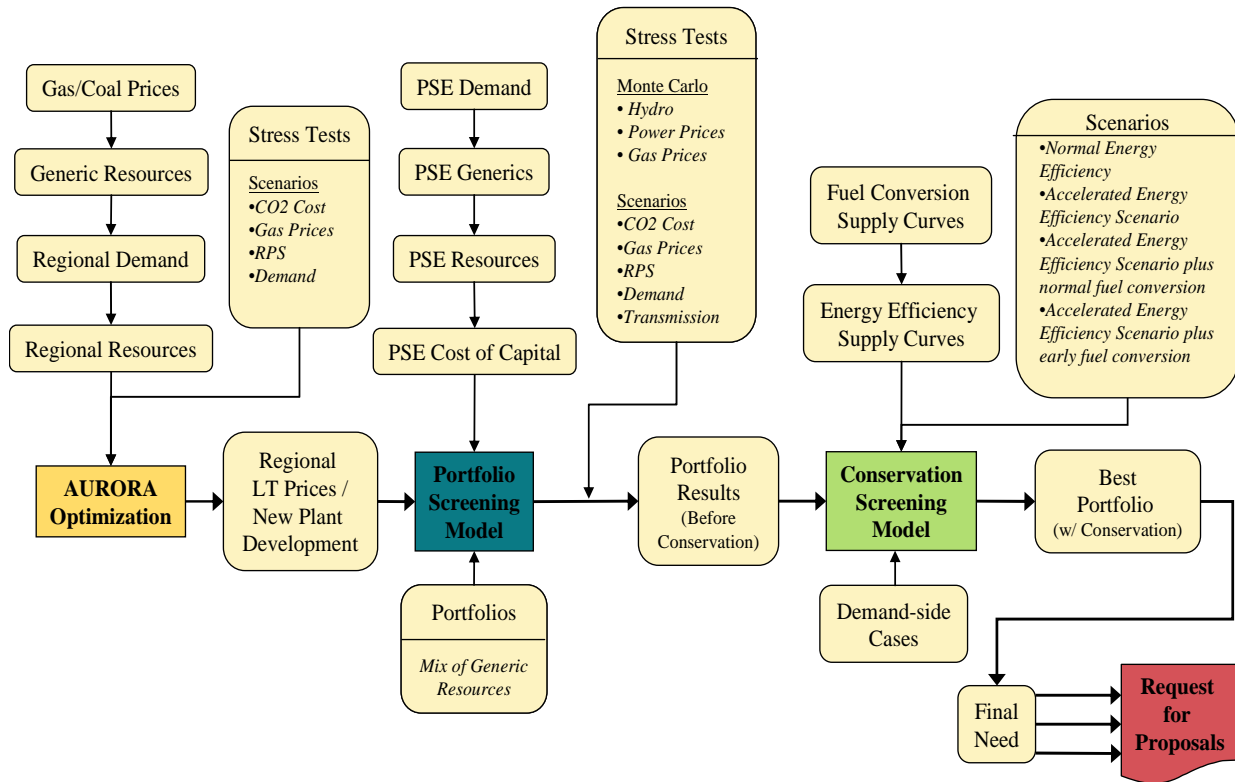 Gas/Coal Prices
Generic Resources
Regional Demand
Regional Resources
Stress Tests
Scenarios
•CO2 Cost
•Gas Prices
•RPS
•Demand
PSE Demand
PSE Generics
PSE Resources
PSE Cost of Capital
Stress Tests
Monte Carlo
• Hydro
• Power Prices
• Gas Prices
Scenarios
•CO2 Cost
•Gas Prices
•RPS
•Demand
•Transmission
Fuel Conversion
Supply Curves
Energy Efficiency
Supply Curves
Scenarios
•Normal Energy
Efficiency
•Accelerated Energy
Efficiency Scenario
•Accelerated Energy
Efficiency Scenario plus
normal fuel conversion
•Accelerated Energy
Efficiency Scenario plus
early fuel conversion
AURORA
Optimization
Regional
LT Prices /
New Plant
Development
Portfolio
Screening
Model
Portfolio
Results
(Before
Conservation)
Conservation
Screening
Model
Best
Portfolio
(w/ Conservation)
Portfolios
Mix of Generic
Resources
Demand-side
Cases
Final
Need
Request
for
Proposals